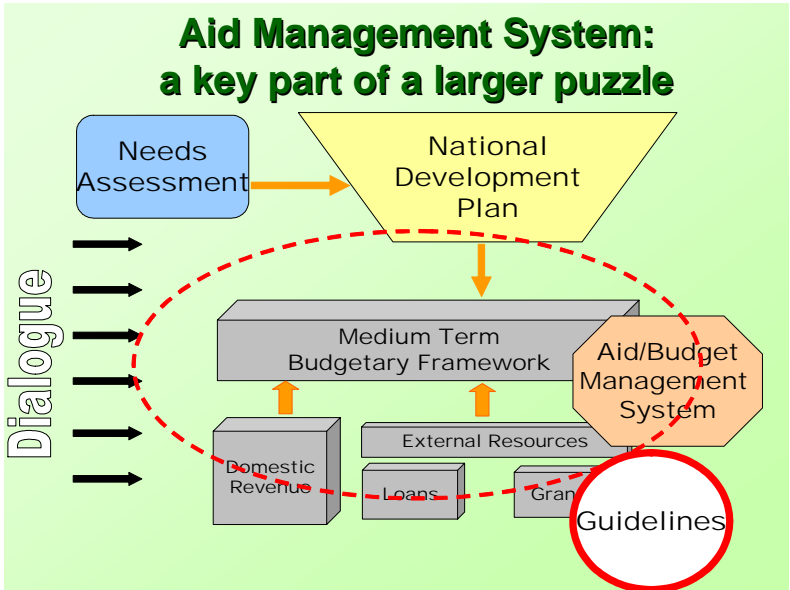 Aid Management System:
a key part of a larger puzzle
Needs
Assessment
National
Development
Plan
Dialogue
Medium Term
Budgetary Framework
Aid/Budget
Management
System
External Resources
Domestic
Revenue
Loans
Gran
Guidelines